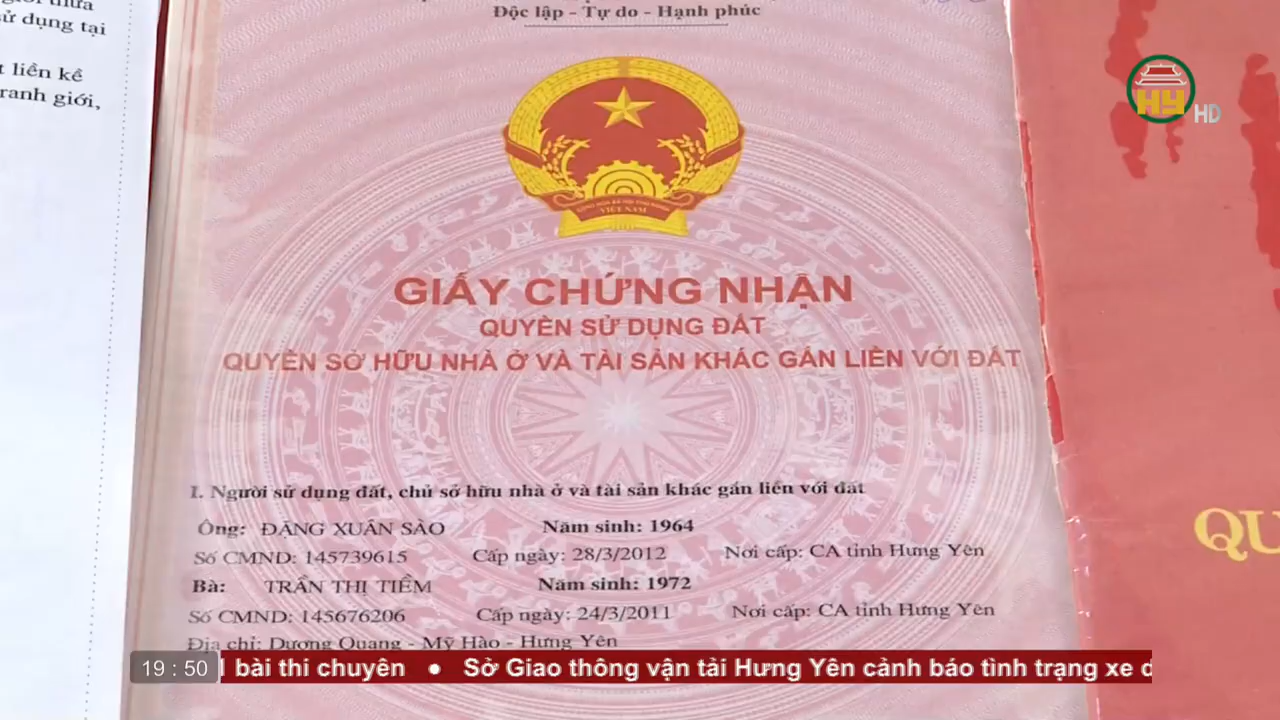 ử dụng tại
t liền kề
ranh giới,
Độc lập - Tự do - Hạnh phúc
HY HD
VIỆT NAM
GIẤY CHỨNG NHẬN
QUYỀN SỬ DỤNG ĐẤT
QUYỀN SỞ HỮU NHÀ Ở VÀ TÀI SẢN KHÁC GẮN LIỀN VỚI ĐẤT
I. Người sử dụng đất, chủ sở hữu nhà ở và tài sản khác gắn liền với đất
Ông: ĐẶNG XUÂN SÀO Năm sinh: 1964
Số CMND: 145739615 Cấp ngày: 28/3/2012 Nơi cấp: CA tỉnh Hưng Yên
Bà: TRẦN THỊ TIỀM Năm sinh: 1972
Số CMND: 145676206 Cấp ngày: 24/3/2011 Nơi cấp: CA tỉnh Hưng Yên
Địa chỉ: Dương Quang - Mỹ Hào - Hưng Yên
QU
19 : 50 bài thi chuyên • Sở Giao thông vận tải Hưng Yên cảnh báo tình trạng xe d